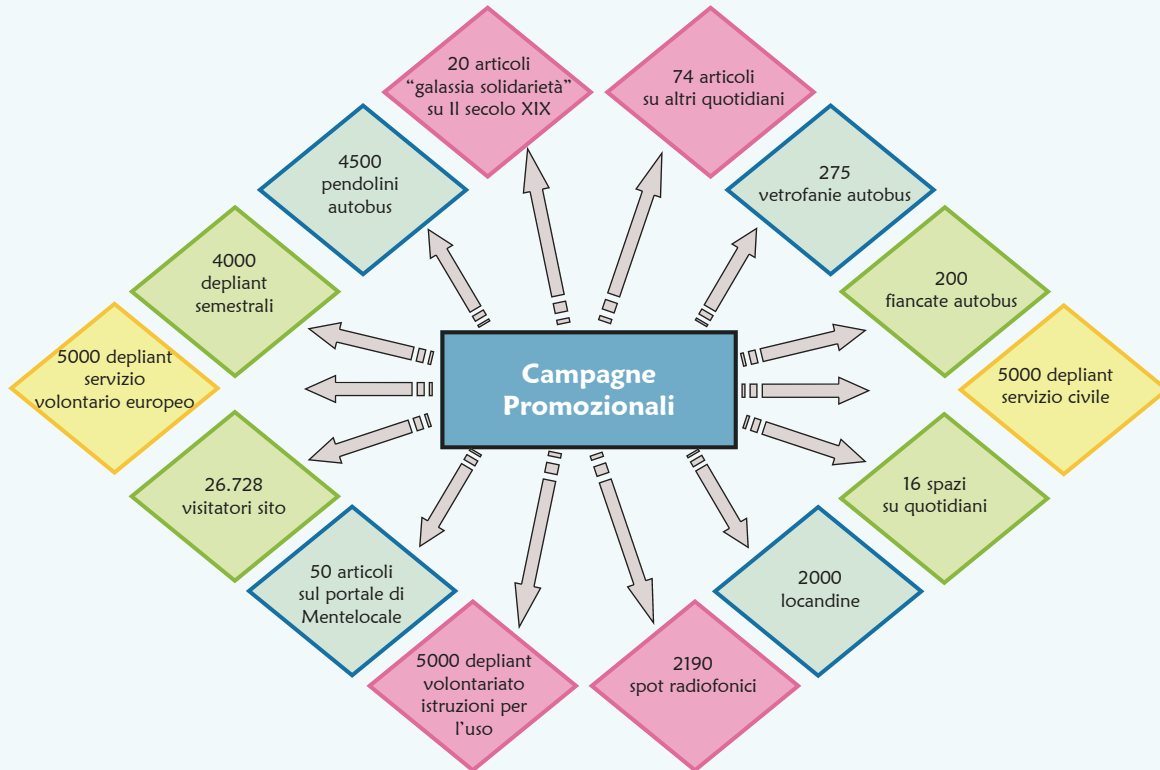 20 articoli
“galassia solidarietà”
su Il secolo XIX
74 articoli
su altri quotidiani
4500
pendolini
autobus
275
vetrofanie autobus
4000
depliant
semestrali
200
fiancate autobus
5000 depliant
servizio
volontario europeo
Campagne
Promozionali
5000 depliant
servizio civile
26.728
visitatori sito
16 spazi
su quotidiani
50 articoli
sul portale di
Mentelocale
2000
locandine
5000 depliant
volontariato
istruzioni per
l’uso
2190
spot radiofonici